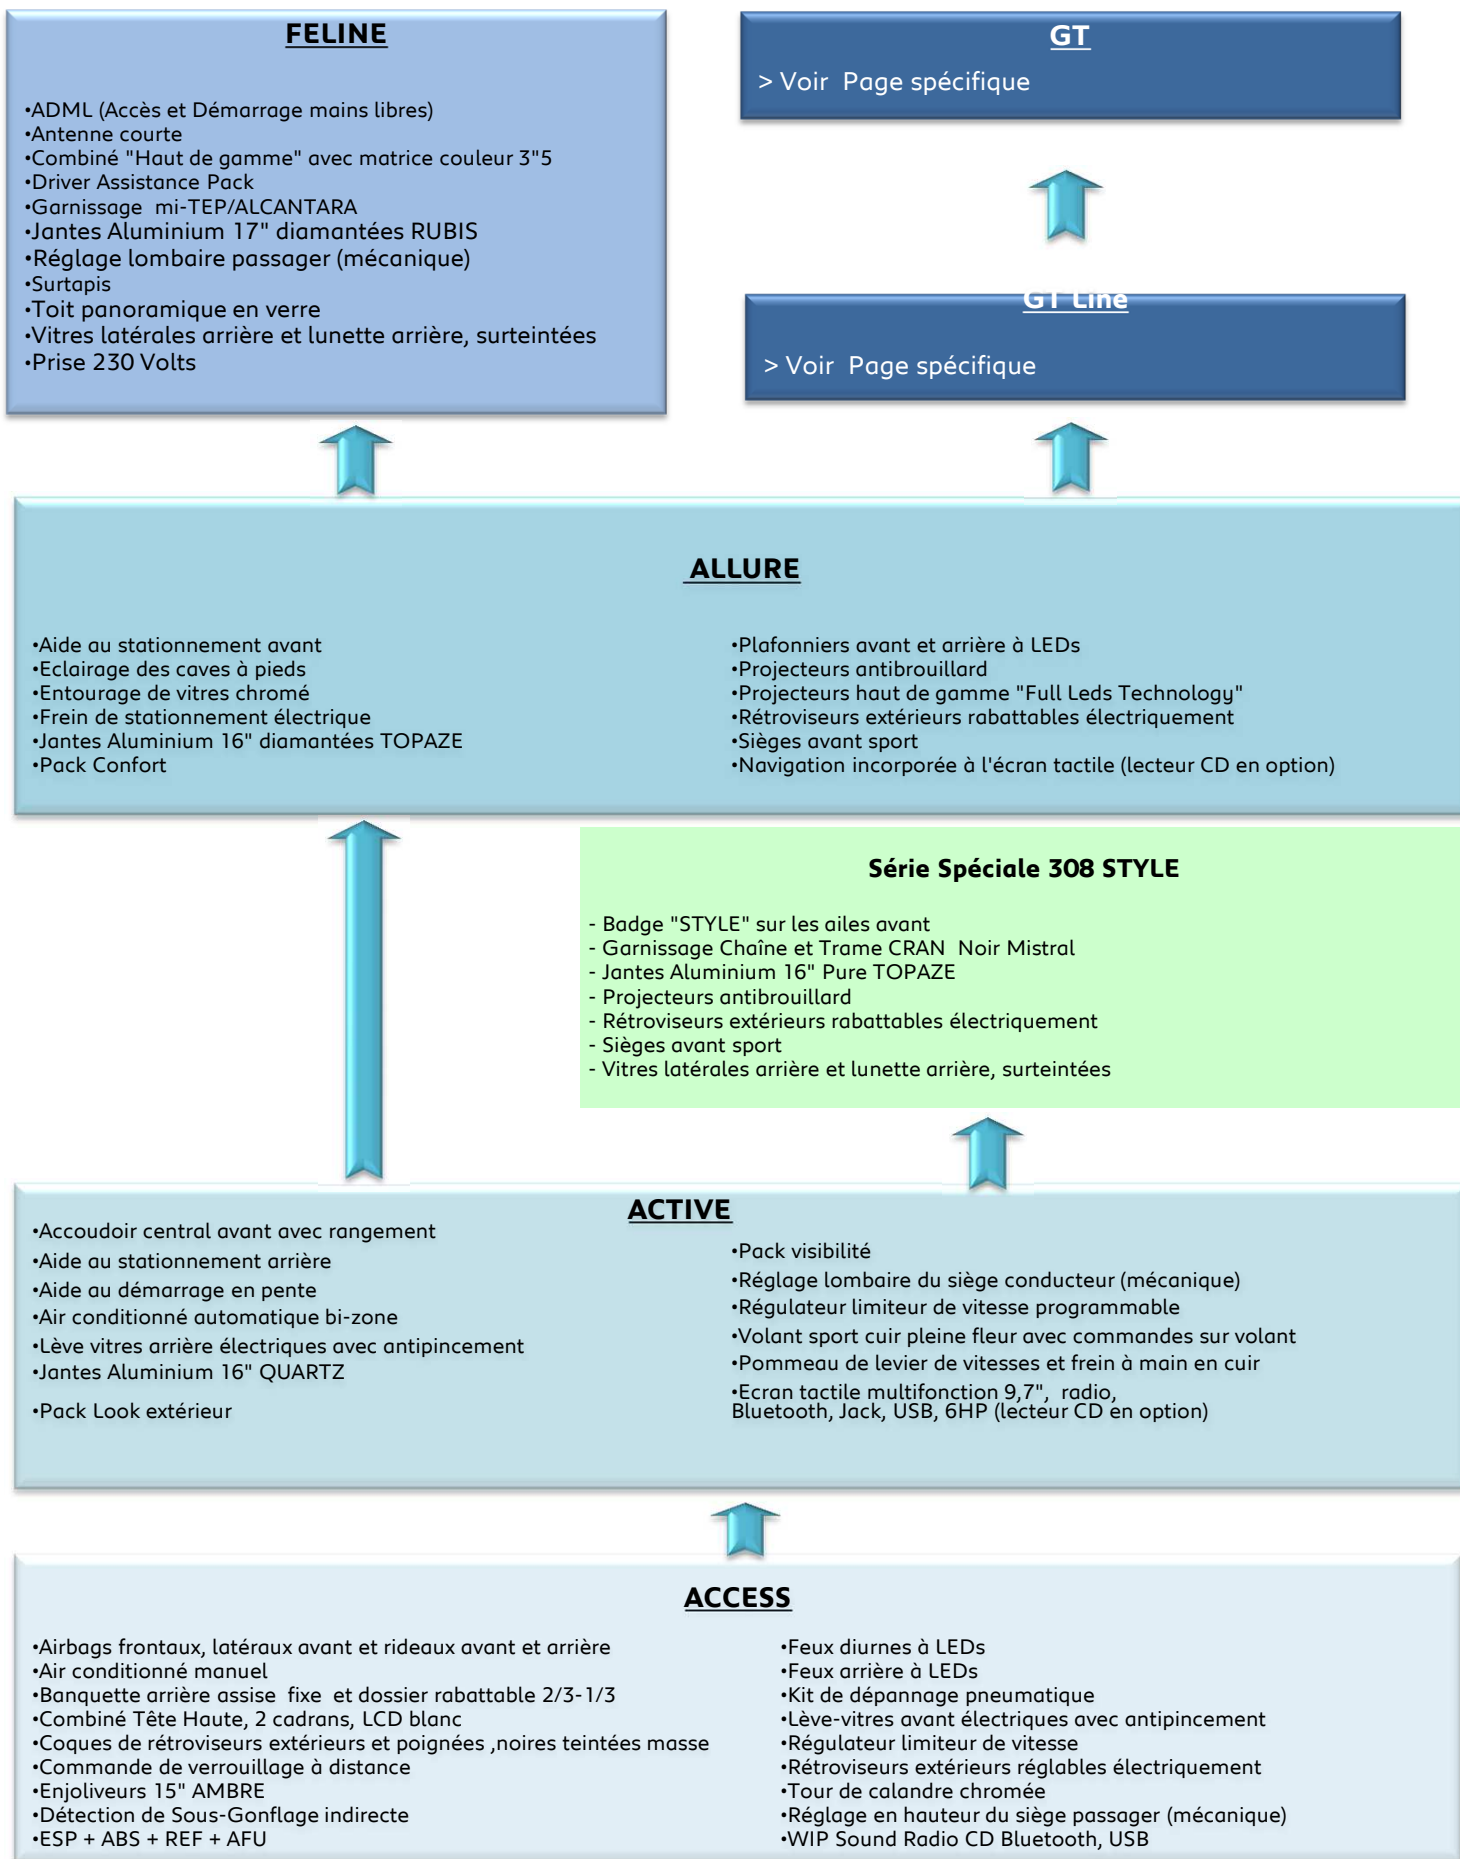 FELINE
•ADML (Accès et Démarrage mains libres)
•Antenne courte
•Combiné "Haut de gamme" avec matrice couleur 3"5
•Driver Assistance Pack
•Garnissage mi-TEP/ALCANTARA
•Jantes Aluminium 17" diamantées RUBIS
•Réglage lombaire passager (mécanique)
•Surtapis
•Toit panoramique en verre
•Vitres latérales arrière et lunette arrière, surteintées
•Prise 230 Volts
GT
> Voir Page spécifique
GT Line
> Voir Page spécifique
ALLURE
•Aide au stationnement avant
•Eclairage des caves à pieds
•Entourage de vitres chromé
•Frein de stationnement électrique
•Jantes Aluminium 16" diamantées TOPAZE
•Pack Confort
•Plafonniers avant et arrière à LEDs
•Projecteurs antibrouillard
•Projecteurs haut de gamme "Full Leds Technology"
•Rétroviseurs extérieurs rabattables électriquement
•Sièges avant sport
•Navigation incorporée à l'écran tactile (lecteur CD en option)
Série Spéciale 308 STYLE
- Badge "STYLE" sur les ailes avant
- Garnissage Chaîne et Trame CRAN Noir Mistral
- Jantes Aluminium 16" Pure TOPAZE
- Projecteurs antibrouillard
- Rétroviseurs extérieurs rabattables électriquement
- Sièges avant sport
- Vitres latérales arrière et lunette arrière, surteintées
ACTIVE
•Accoudoir central avant avec rangement
•Aide au stationnement arrière
•Aide au démarrage en pente
•Air conditionné automatique bi-zone
•Lève vitres arrière électriques avec antipincement
•Jantes Aluminium 16" QUARTZ
•Pack Look extérieur
•Pack visibilité
•Réglage lombaire du siège conducteur (mécanique)
•Régulateur limiteur de vitesse programmable
•Volant sport cuir pleine fleur avec commandes sur volant
•Pommeau de levier de vitesses et frein à main en cuir
•Ecran tactile multifonction 9,7", radio,
Bluetooth, Jack, USB, 6HP (lecteur CD en option)
ACCESS
•Airbags frontaux, latéraux avant et rideaux avant et arrière
•Air conditionné manuel
•Banquette arrière assise fixe et dossier rabattable 2/3-1/3
•Combiné Tête Haute, 2 cadrans, LCD blanc
•Coques de rétroviseurs extérieurs et poignées ,noires teintées masse
•Commande de verrouillage à distance
•Enjoliveurs 15" AMBRE
•Détection de Sous-Gonflage indirecte
•ESP + ABS + REF + AFU
•Feux diurnes à LEDs
•Feux arrière à LEDs
•Kit de dépannage pneumatique
•Lève-vitres avant électriques avec antipincement
•Régulateur limiteur de vitesse
•Rétroviseurs extérieurs réglables électriquement
•Tour de calandre chromée
•Réglage en hauteur du siège passager (mécanique)
•WIP Sound Radio CD Bluetooth, USB